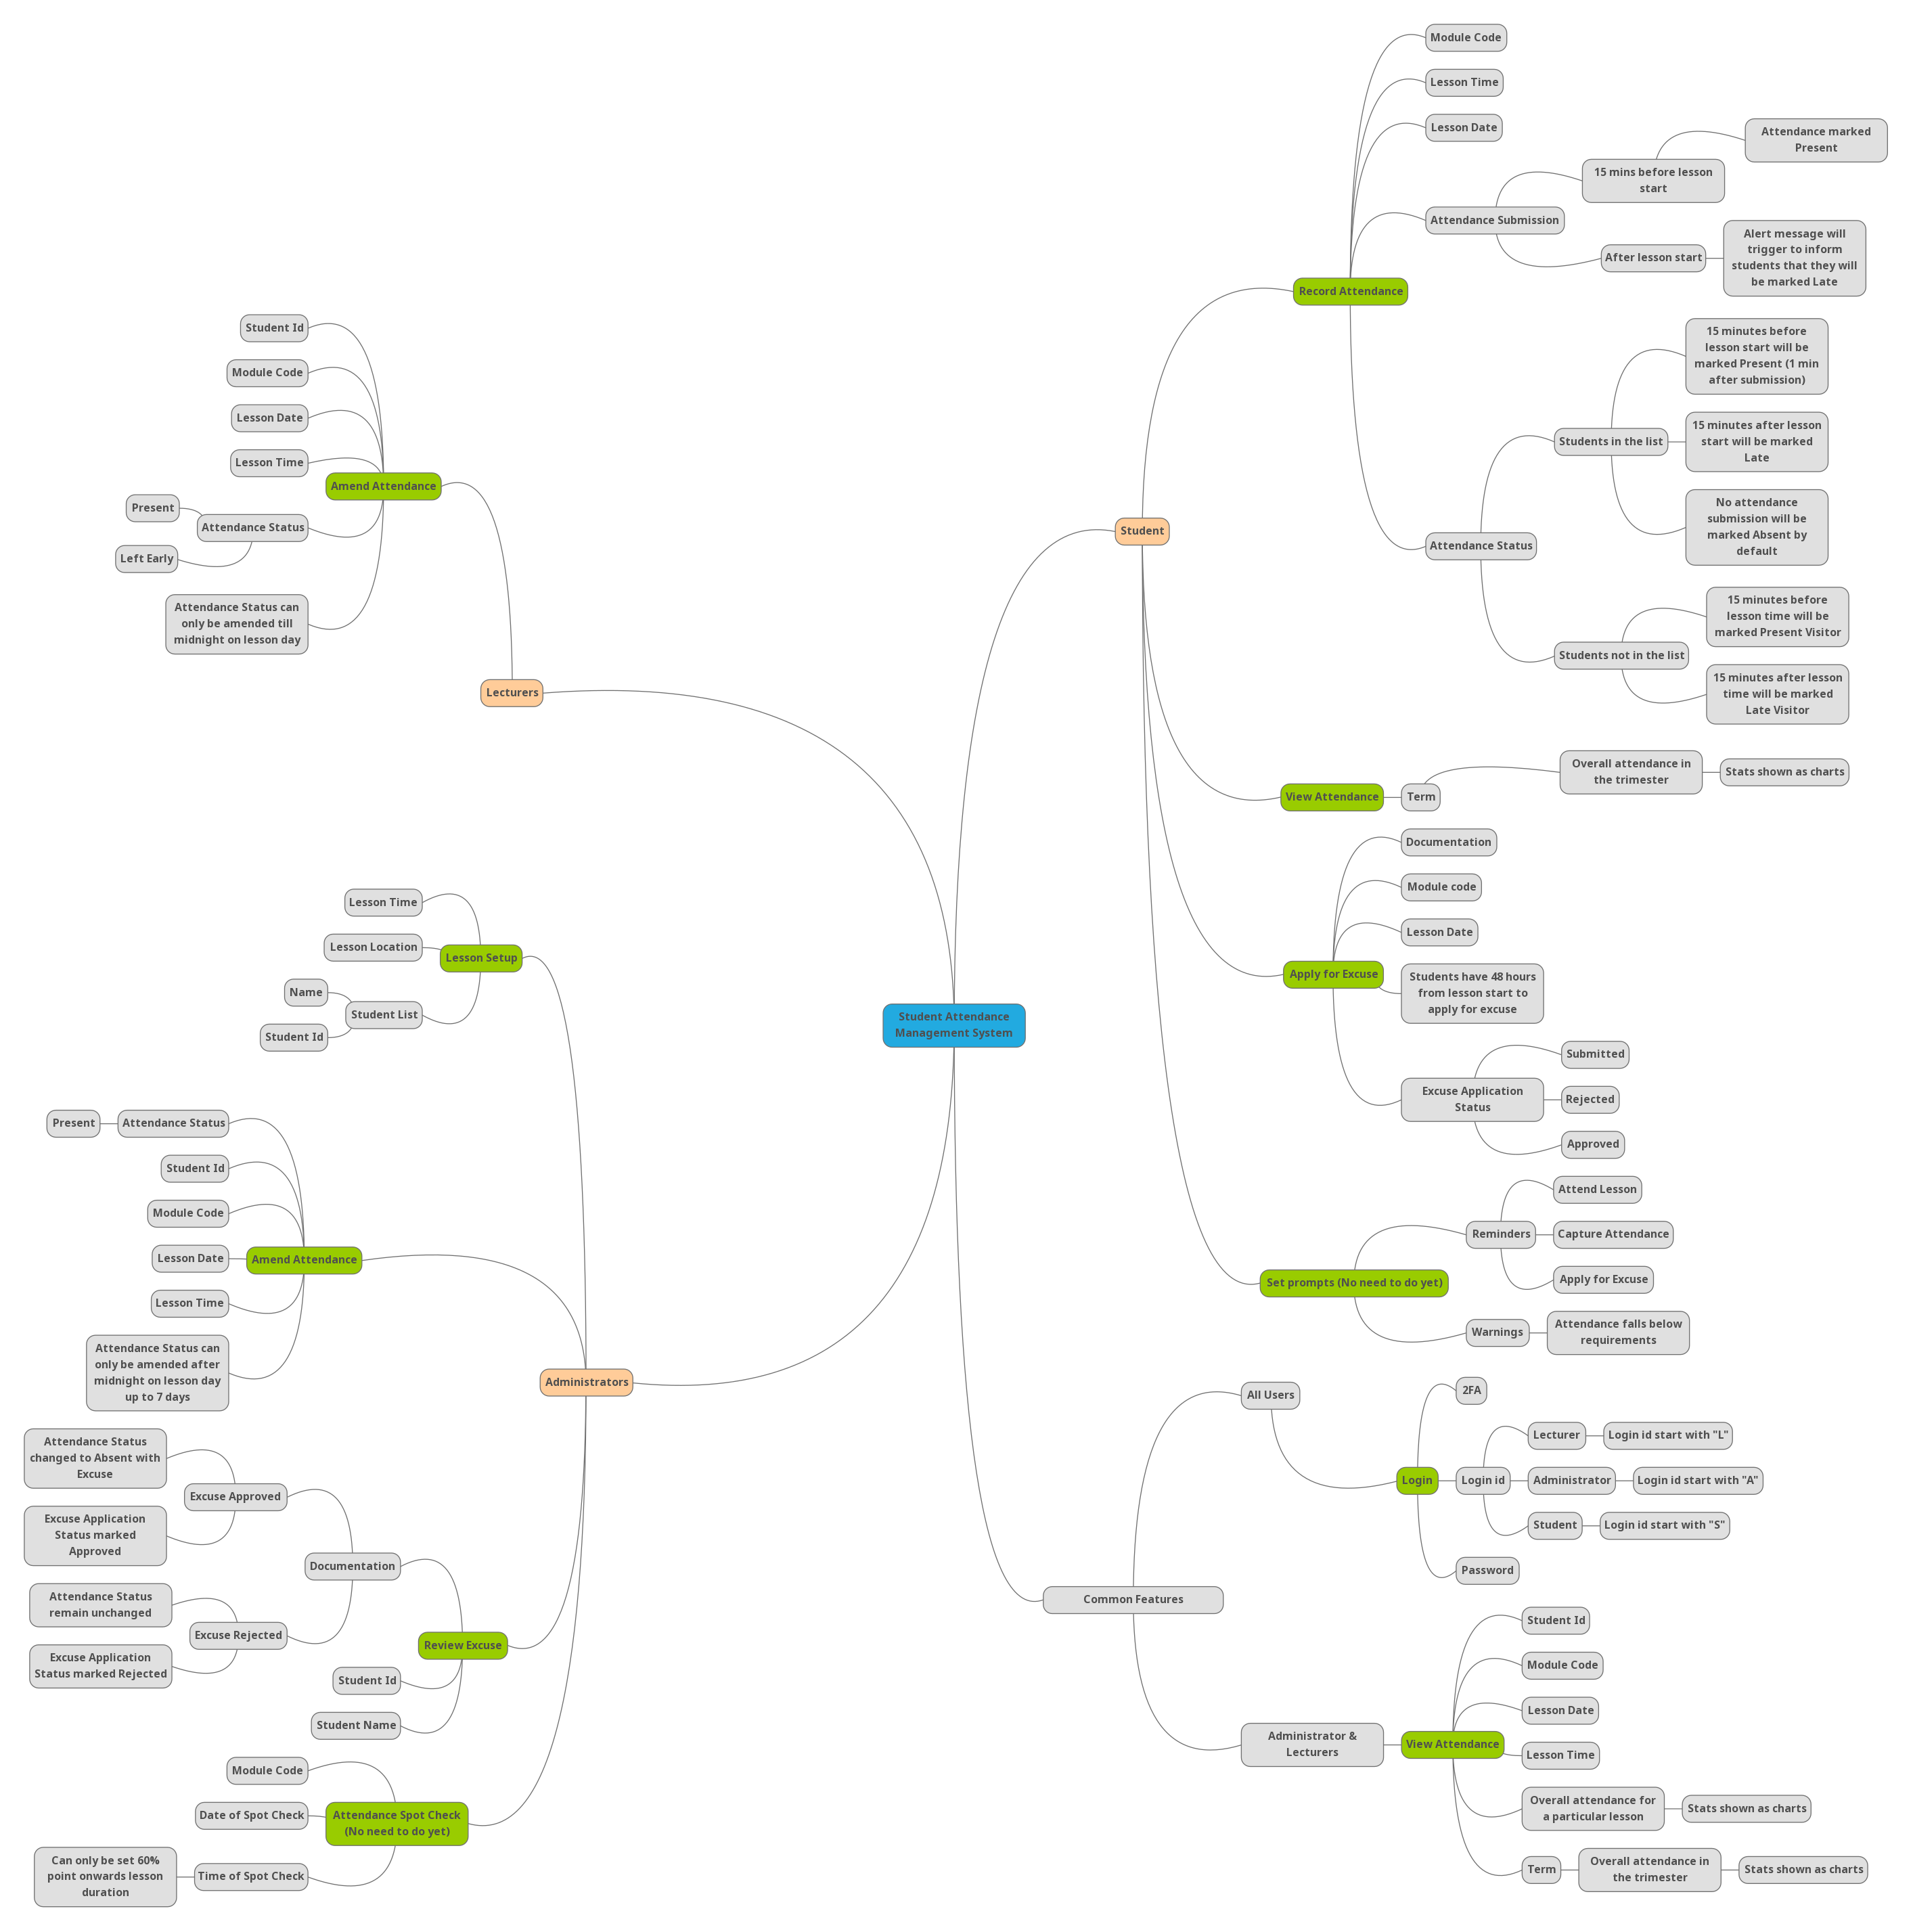 Student Attendance
Management System
Student
Record Attendance
Module Code
Lesson Time
Lesson Date
Attendance Submission
15 mins before lesson
start
Attendance marked
Present
After lesson start
Alert message will
trigger to inform
students that they will
be marked Late
Attendance Status
Students in the list
15 minutes before
lesson start will be
marked Present (1 min
after submission)
15 minutes after lesson
start will be marked
Late
No attendance
submission will be
marked Absent by
default
Students not in the list
15 minutes before
lesson time will be
marked Present Visitor
15 minutes after lesson
time will be marked
Late Visitor
View Attendance
Term
Overall attendance in
the trimester
Stats shown as charts
Apply for Excuse
Documentation
Module code
Lesson Date
Students have 48 hours
from lesson start to
apply for excuse
Excuse Application
Status
Submitted
Rejected
Approved
Set prompts (No need to do yet)
Reminders
Attend Lesson
Capture Attendance
Apply for Excuse
Warnings
Attendance falls below
requirements
Common Features
All Users
Login
2FA
Login id
Lecturer
Login id start with "L"
Administrator
Login id start with "A"
Student
Login id start with "S"
Password
Administrator &
Lecturers
View Attendance
Student Id
Module Code
Lesson Date
Lesson Time
Overall attendance for
a particular lesson
Stats shown as charts
Term
Overall attendance in
the trimester
Stats shown as charts
Lecturers
Amend Attendance
Student Id
Module Code
Lesson Date
Lesson Time
Attendance Status
Present
Left Early
Attendance Status can
only be amended till
midnight on lesson day
Administrators
Lesson Setup
Lesson Time
Lesson Location
Student List
Name
Student Id
Amend Attendance
Attendance Status
Present
Student Id
Module Code
Lesson Date
Lesson Time
Attendance Status can
only be amended after
midnight on lesson day
up to 7 days
Review Excuse
Documentation
Excuse Approved
Attendance Status
changed to Absent with
Excuse
Excuse Application
Status marked
Approved
Excuse Rejected
Attendance Status
remain unchanged
Excuse Application
Status marked Rejected
Student Id
Student Name
Attendance Spot Check
(No need to do yet)
Module Code
Date of Spot Check
Time of Spot Check
Can only be set 60%
point onwards lesson
duration